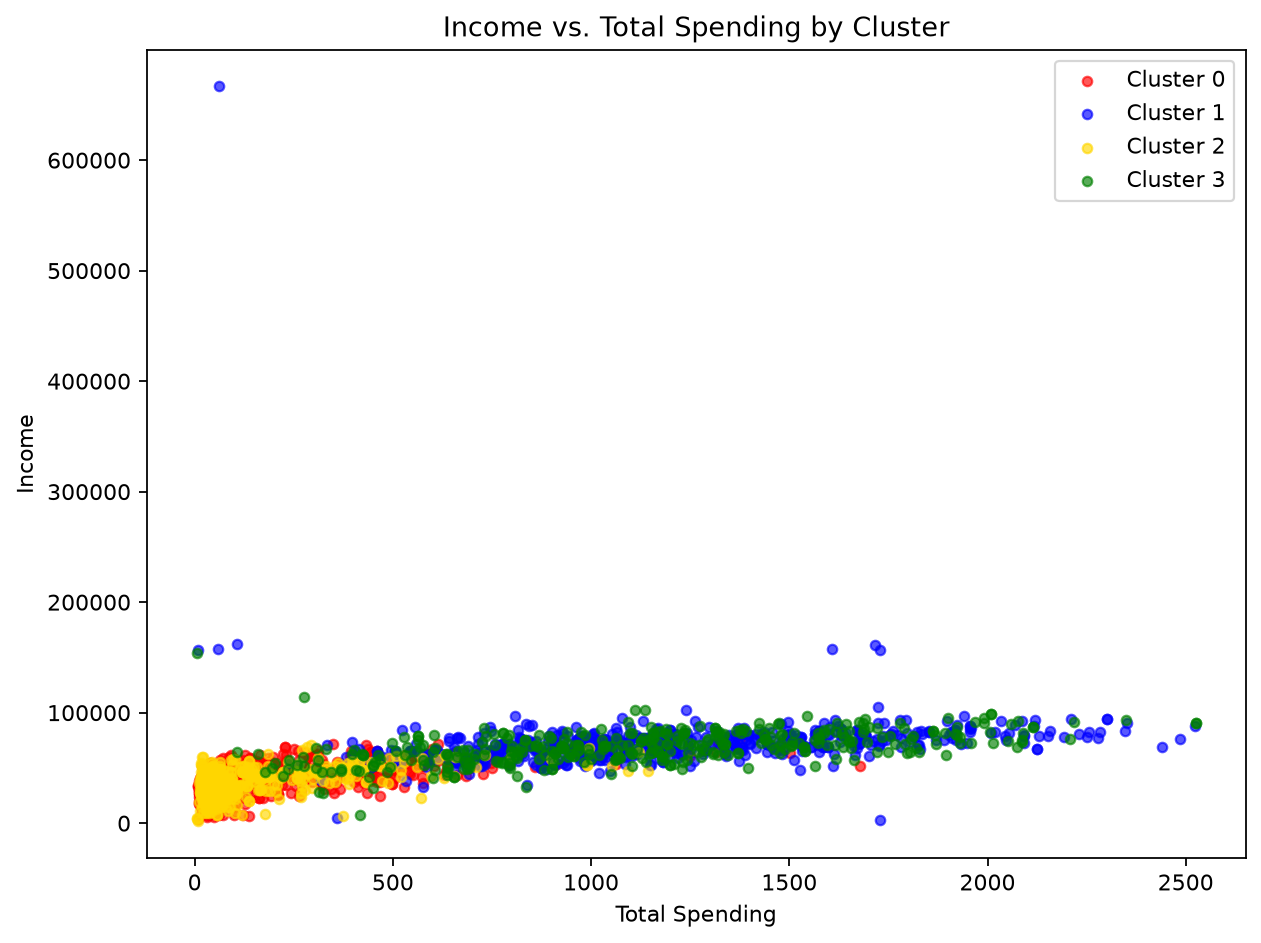 Income vs. Total Spending by Cluster
Cluster 0
Cluster 1
Cluster 2
Cluster 3
Income
600000
500000
400000
300000
200000
100000
0
0 500 1000 1500 2000 2500
Total Spending